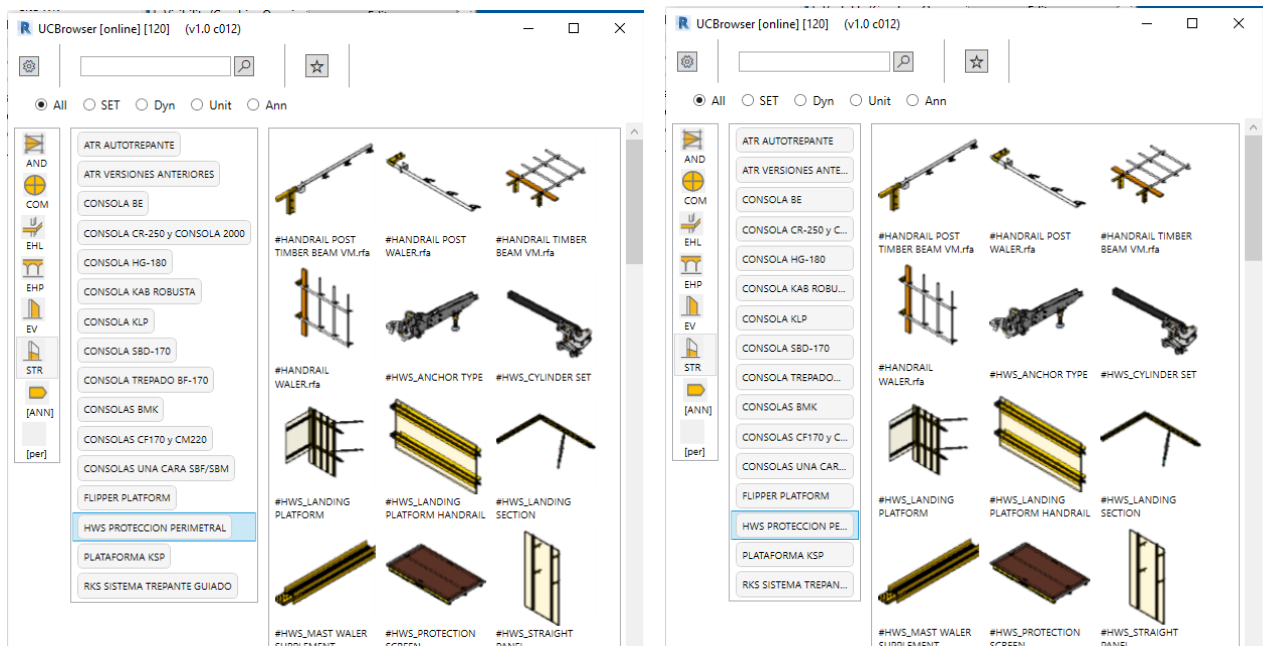 UCBrowser [online] [120] (v1.0 c012)
All SET Dyn Unit Ann
AND
COM
EHL
EHP
EV
STR
[ANN]
[per]
ATR AUTOTREPANTE
ATR VERSIONES ANTERIORES
CONSOLA BE
CONSOLA CR-250 y CONSOLA 2000
CONSOLA HG-180
CONSOLA KAB ROBUSTA
CONSOLA KLP
CONSOLA SBD-170
CONSOLA TREPADO BF-170
CONSOLAS BMK
CONSOLAS CF170 y CM220
CONSOLAS UNA CARA SBF/SBM
FLIPPER PLATFORM
HWS PROTECCION PERIMETRAL
PLATAFORMA KSP
RKS SISTEMA TREPANTE GUIADO
#HANDRAIL POST
TIMBER BEAM VM.rfa
#HANDRAIL POST
WALER.rfa
#HANDRAIL TIMBER
BEAM VM.rfa
#HANDRAIL
WALER.rfa
#HWS_ANCHOR TYPE
#HWS_CYLINDER SET
#HWS_LANDING
PLATFORM
#HWS_LANDING
PLATFORM HANDRAIL
#HWS_LANDING
SECTION
#HWS_MAST WALER
SUPPLEMENT
#HWS_PROTECTION
SCREEN
#HWS_STRAIGHT
PANEL
UCBrowser [online] [120] (v1.0 c012)
All SET Dyn Unit Ann
AND
COM
EHL
EHP
EV
STR
[ANN]
[per]
ATR AUTOTREPANTE
ATR VERSIONES ANTE...
CONSOLA BE
CONSOLA CR-250 y C...
CONSOLA HG-180
CONSOLA KAB ROBU...
CONSOLA KLP
CONSOLA SBD-170
CONSOLA TREPADO...
CONSOLAS BMK
CONSOLAS CF170 y C...
CONSOLAS UNA CAR...
FLIPPER PLATFORM
HWS PROTECCION PE...
PLATAFORMA KSP
RKS SISTEMA TREPAN...
#HANDRAIL POST
TIMBER BEAM VM.rfa
#HANDRAIL POST
WALER.rfa
#HANDRAIL TIMBER
BEAM VM.rfa
#HANDRAIL
WALER.rfa
#HWS_ANCHOR TYPE
#HWS_CYLINDER SET
#HWS_LANDING
PLATFORM
#HWS_LANDING
PLATFORM HANDRAIL
#HWS_LANDING
SECTION
#HWS_MAST WALER
SUPPLEMENT
#HWS_PROTECTION
SCREEN
#HWS_STRAIGHT
PANEL